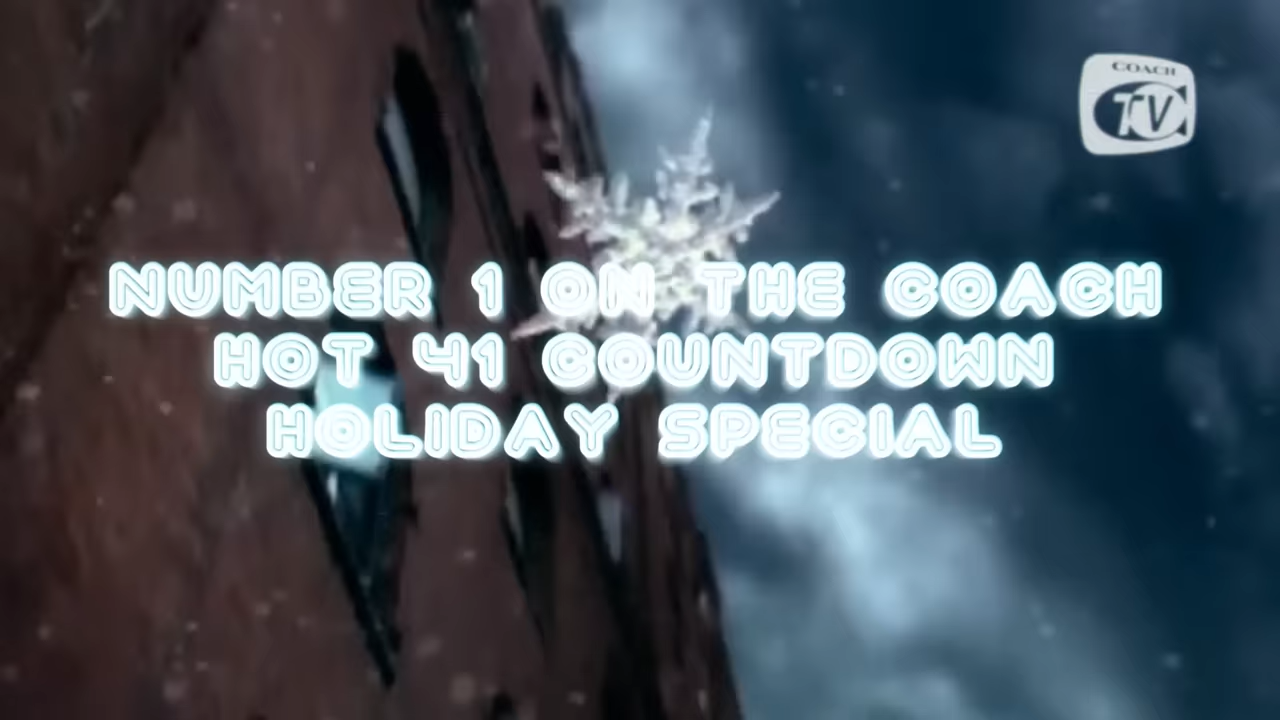 COACH
TV
NUMBER 1 ON THE COACH
HOT 41 COUNTDOWN
HOLIDAY SPECIAL